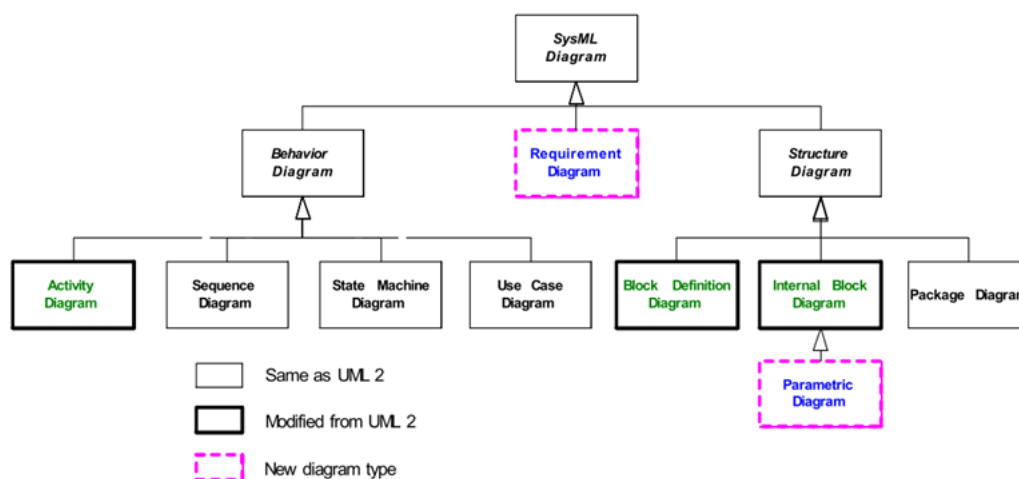 SysML
Diagram
Behavior
Diagram
Requirement
Diagram
Structure
Diagram
Activity
Diagram
Sequence
Diagram
State Machine
Diagram
Use Case
Diagram
Block Definition
Diagram
Internal Block
Diagram
Package Diagram
Parametric
Diagram
Same as UML 2
Modified from UML 2
New diagram type